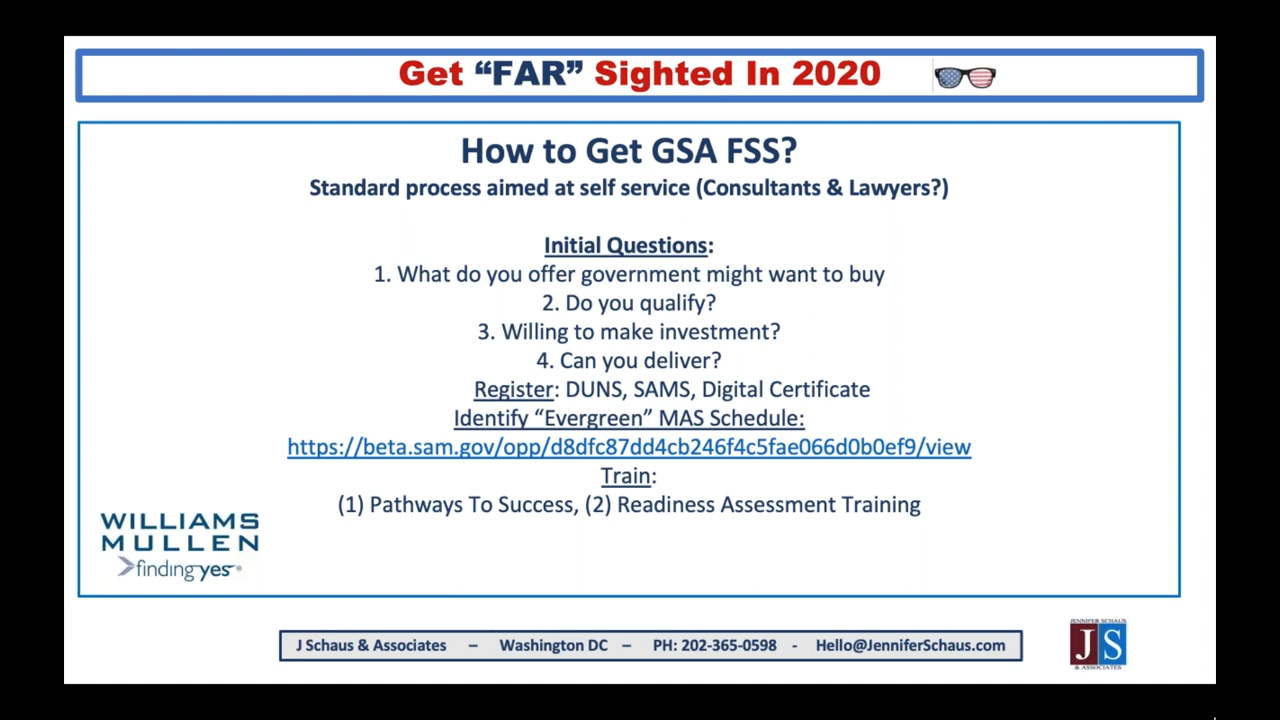 Get “FAR” Sighted In 2020
How to Get GSA FSS?
Standard process aimed at self service (Consultants & Lawyers?)
Initial Questions:
1. What do you offer government might want to buy
2. Do you qualify?
3. Willing to make investment?
4. Can you deliver?
Register: DUNS, SAMS, Digital Certificate
Identify “Evergreen” MAS Schedule:
https://beta.sam.gov/opp/d8dfc87dd4cb246f4c5fae066d0b0ef9/view
Train:
(1) Pathways To Success, (2) Readiness Assessment Training
WILLIAMS
MULLEN
findingyes®
J Schaus & Associates – Washington DC – PH: 202-365-0598 - Hello@JenniferSchaus.com
JENNIFER SCHAUS
JS
& ASSOCIATES